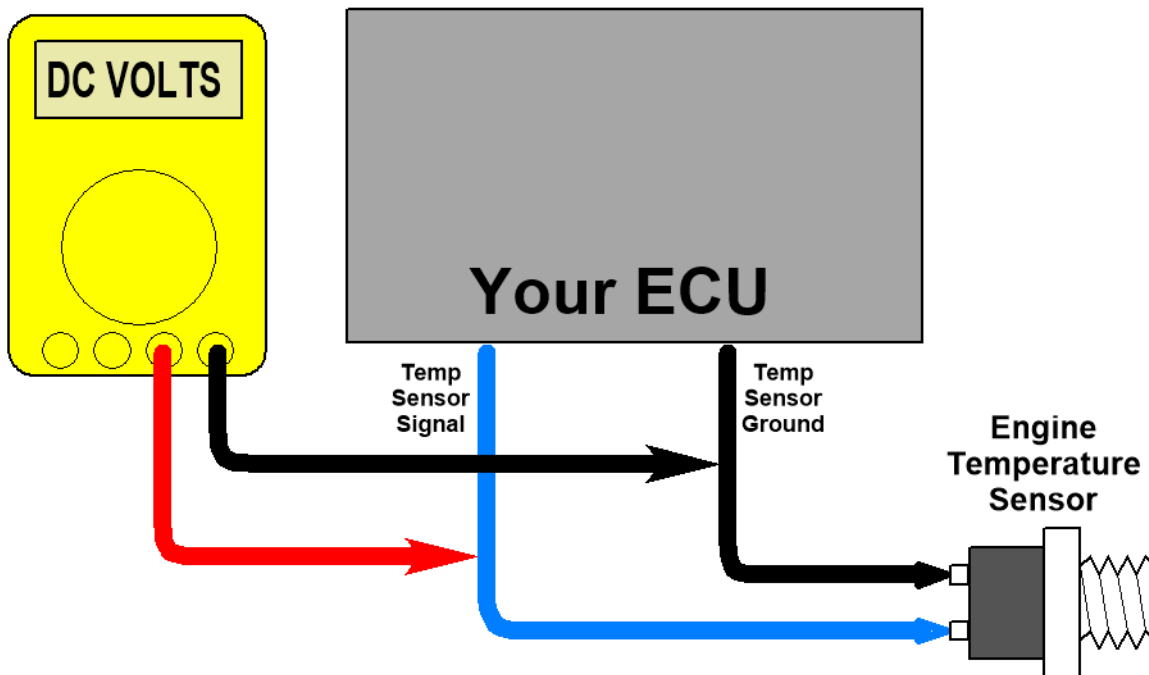 DC VOLTS
Your ECU
Temp
Sensor
Signal
Temp
Sensor
Ground
Engine
Temperature
Sensor